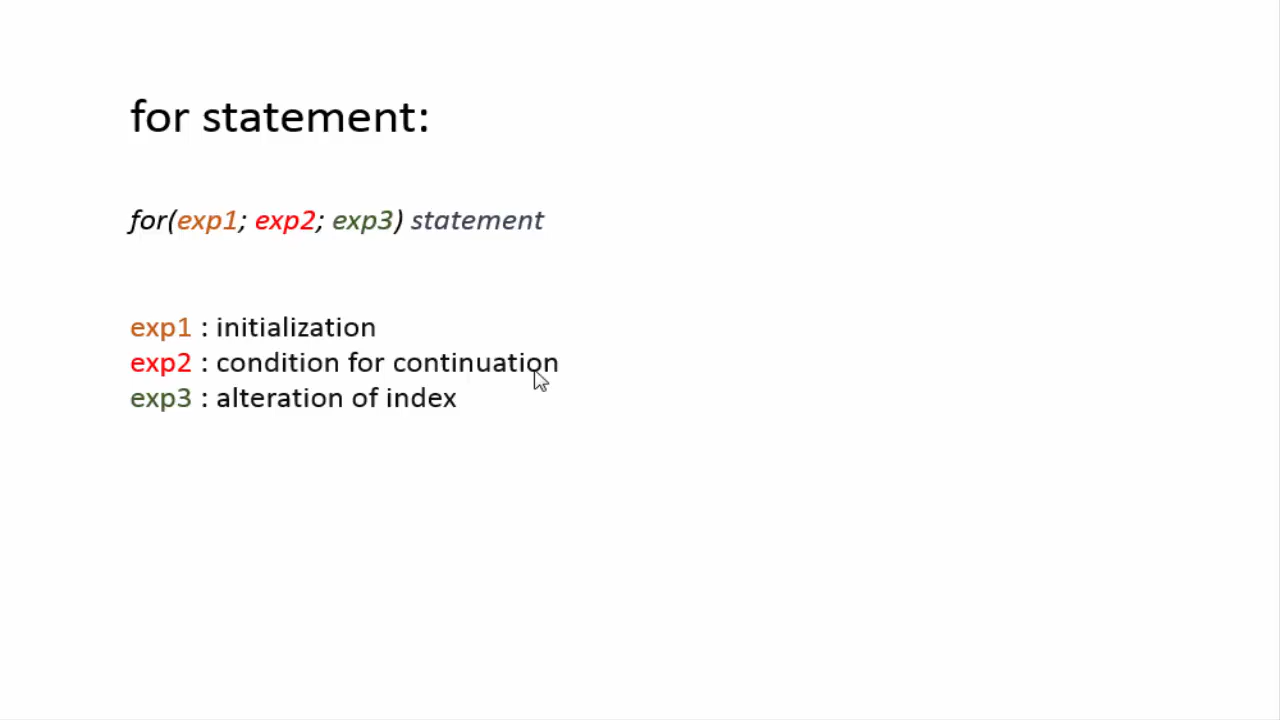 for statement:
for(exp1; exp2; exp3) statement
exp1 : initialization
exp2 : condition for continuation
exp3 : alteration of index